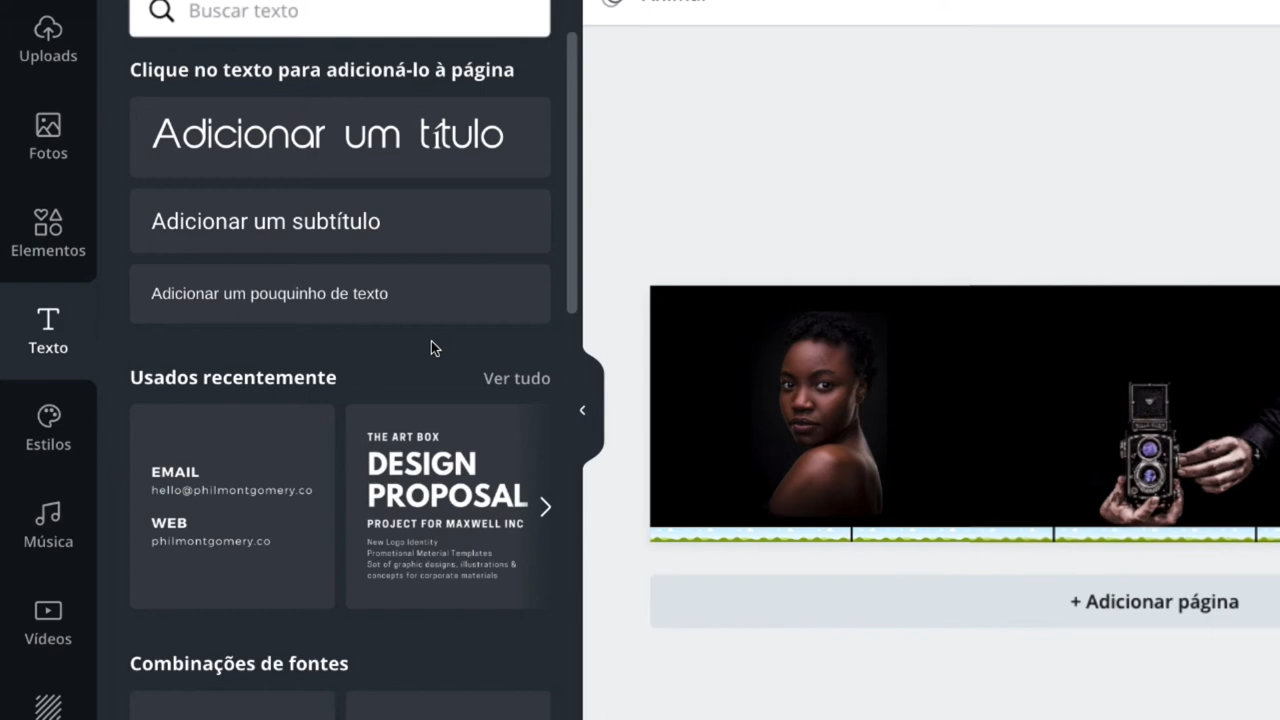 Buscar texto
Uploads
Clique no texto para adicioná-lo à página
Adicionar um título
Fotos
Adicionar um subtítulo
Elementos
Adicionar um pouquinho de texto
Texto
Usados recentemente
Ver tudo
Estilos
EMAIL
hello@philmontgomery.co
WEB
philmontgomery.co
THE ART BOX
DESIGN
PROPOSAL
PROJECT FOR MAXWELL INC
New Logo Identity
Promotional Material Templates
Set of graphic designs, illustrations &
concepts for corporate materials
Música
+ Adicionar página
Vídeos
Combinações de fontes